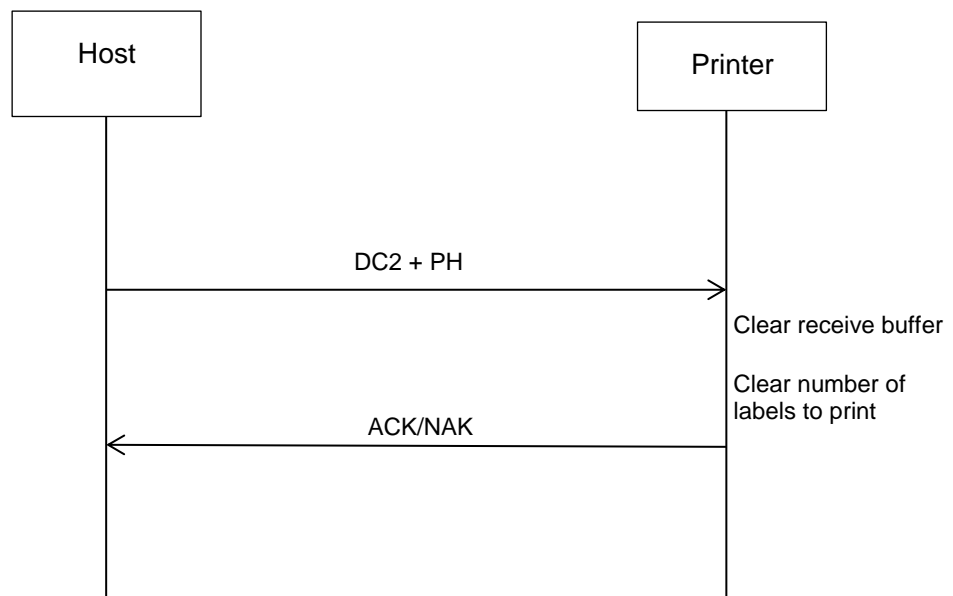 Host
Printer
DC2 + PH
Clear receive buffer
Clear number of
labels to print
ACK/NAK